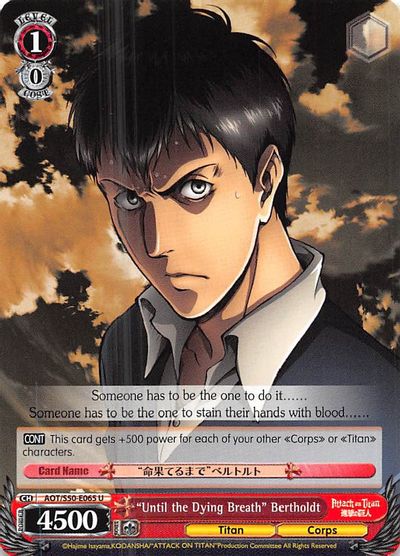 LEVEL
1
0
COST
Someone has to be the one to do it......
Someone has to be the one to stain their hands with blood......
CONT This card gets +500 power for each of your other «Corps» or «Titan»
characters.
Card Name
“命果てるまで”ベルトルト
CH AOT/S50-E065 U
“Until the Dying Breath” Bertholdt
Attack on Titan
進撃の巨人
4500
Titan
Corps
©Hajime Isayama,KODANSHA/"ATTACK ON TITAN"Production Committee.All Rights Reserved.